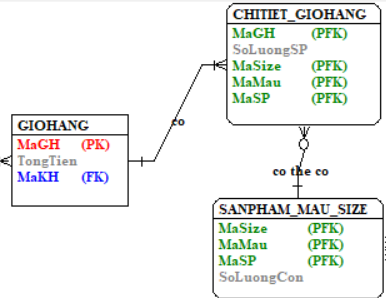 CHITIET_GIOHANG
MaGH (PFK)
SoLuongSP
MaSize (PFK)
MaMau (PFK)
MaSP (PFK)
co
GIOHANG
MaGH (PK)
TongTien
MaKH (FK)
co the co
SANPHAM_MAU_SIZE
MaSize (PFK)
MaMau (PFK)
MaSP (PFK)
SoLuongCon